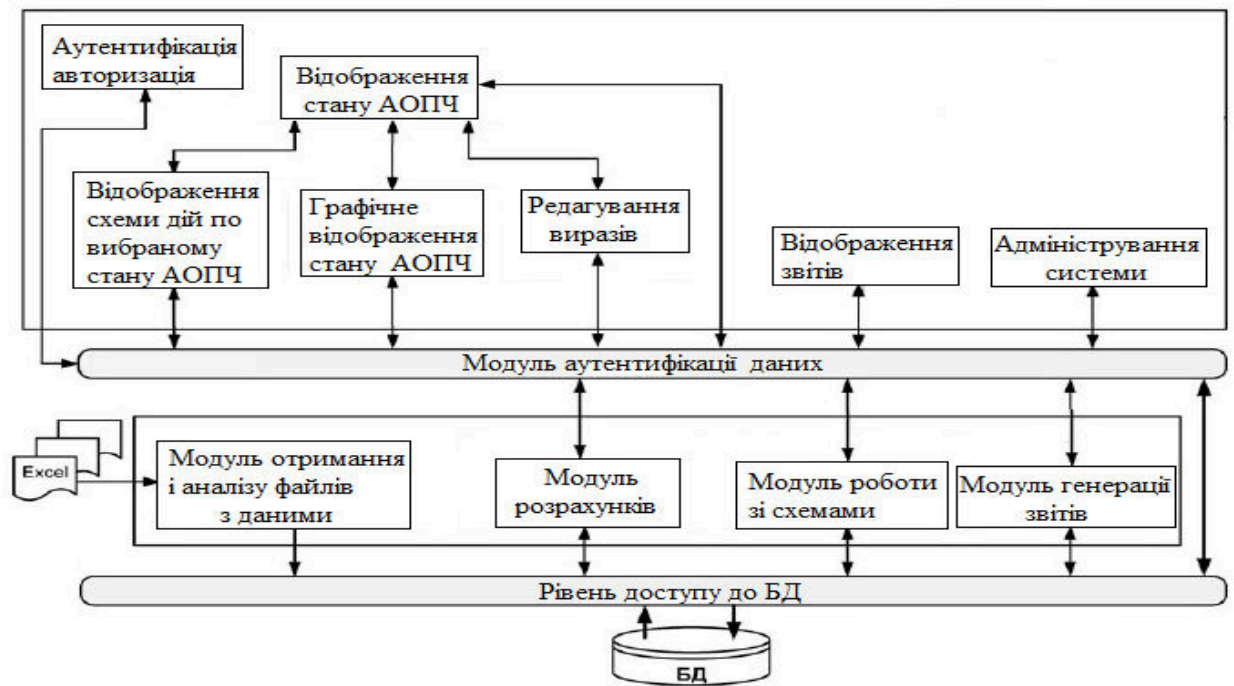 Аутентифікація
авторизація
Відображення
стану АОПЧ
Відображення
схеми дій по
вибраному
стану АОПЧ
Графічне
відображення
стану АОПЧ
Редагування
виразів
Відображення
звітів
Адміністрування
системи
Модуль аутентифікації даних
Excel
Модуль отримання
і аналізу файлів
з даними
Модуль
розрахунків
Модуль роботи
зі схемами
Модуль генерації
звітів
Рівень доступу до БД
БД